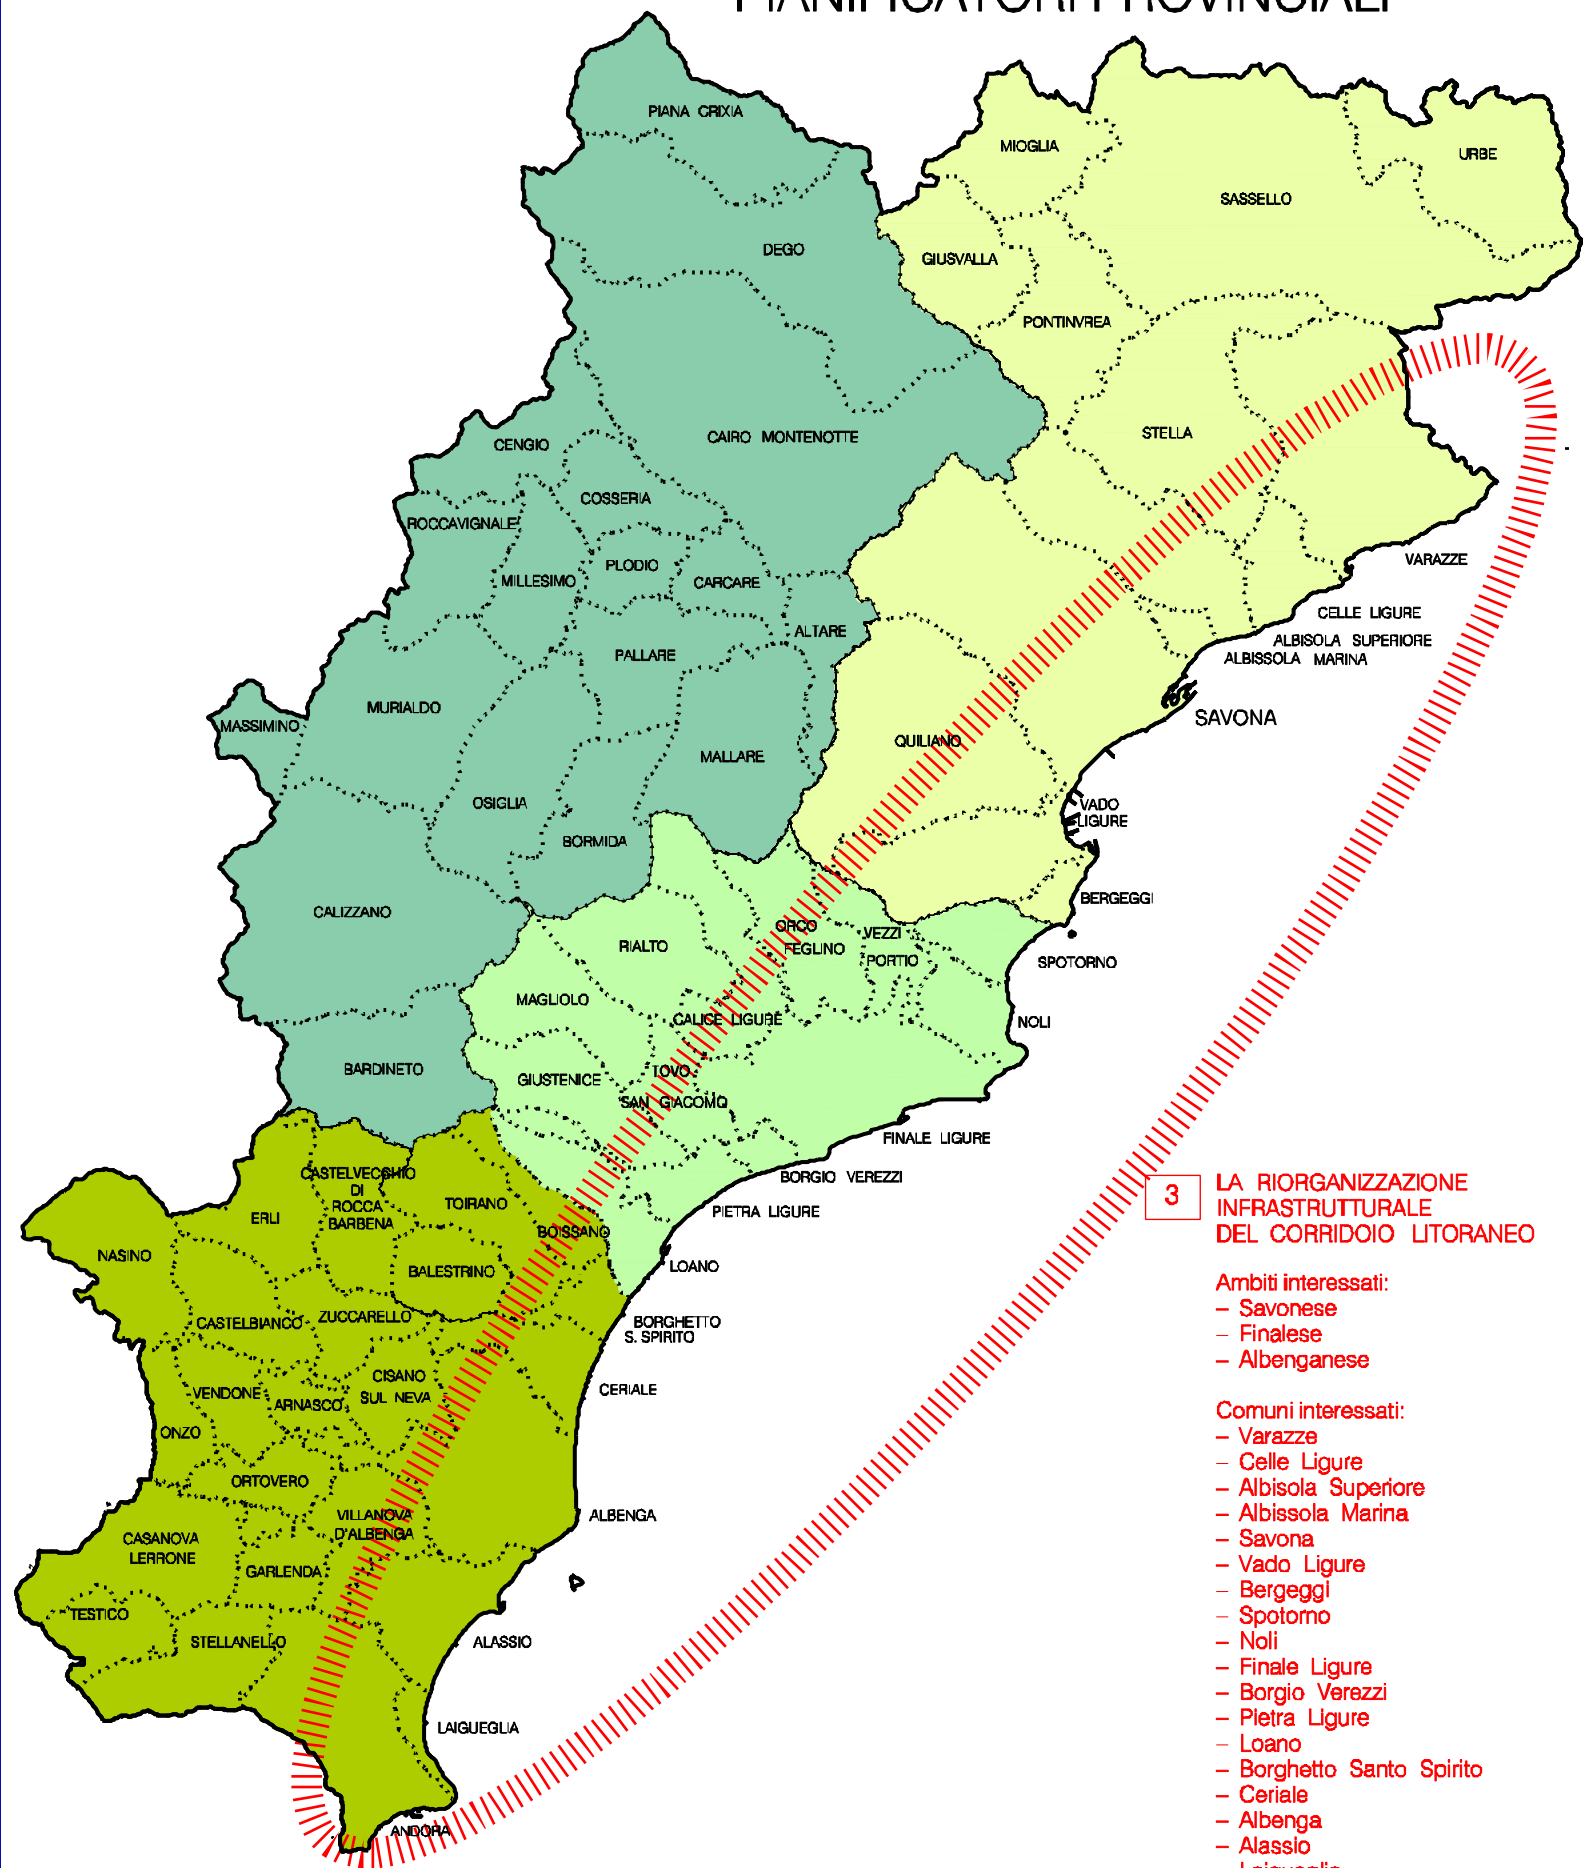 PIANIFICATORI PROVINCIALI
PIANA CRIXIA
MIOGLIA
URBE
SASSELLO
DEGO
GIUSVALLA
PONTINVREA
CAIRO MONTENOTTE
STELLA
CENGIO
COSSERIA
ROCCAVIGNALE
PLODIO
MILLESIMO
CARCARE
VARAZZE
CELLE LIGURE
ALTARE
ALBISOLA SUPERIORE
PALLARE
ALBISSOLA MARINA
MURIALDO
SAVONA
MASSIMINO
QUILIANO
MALLARE
OSIGLIA
VADO
LIGURE
BORMIDA
BERGEGGI
CALIZZANO
ORCO
FEGLINO
VEZZI
PORTIO
RIALTO
SPOTORNO
MAGLIOLO
CALICE LIGURE
NOLI
BARDINETO
GIUSTENICE
TOVO
SAN GIACOMO
FINALE LIGURE
BORGIO VEREZZI
CASTELVECCHIO
DI
ROCCA
BARBENA
TOIRANO
PIETRA LIGURE
ERLI
BOISSANO
NASINO
BALESTRINO
LOANO
CASTELBIANCO
ZUCCARELLO
BORGHETTO
S. SPIRITO
CISANO
SUL NEVA
CERIALE
VENDONE
ARNASCO
ONZO
ORTOVERO
VILLANOVA
D'ALBENGA
ALBENGA
CASANOVA
LERRONE
GARLENDA
TESTICO
STELLANELLO
ALASSIO
LAIGUEGLIA
ANDORA
3
LA RIORGANIZZAZIONE
INFRASTRUTTURALE
DEL CORRIDOIO LITORANEO
Ambiti interessati:
– Savonese
– Finalese
– Albenganese
Comuni interessati:
– Varazze
– Celle Ligure
– Albisola Superiore
– Albissola Marina
– Savona
– Vado Ligure
– Bergeggi
– Spotorno
– Noli
– Finale Ligure
– Borgio Verezzi
– Pietra Ligure
– Loano
– Borghetto Santo Spirito
– Ceriale
– Albenga
– Alassio
– Laigueglia